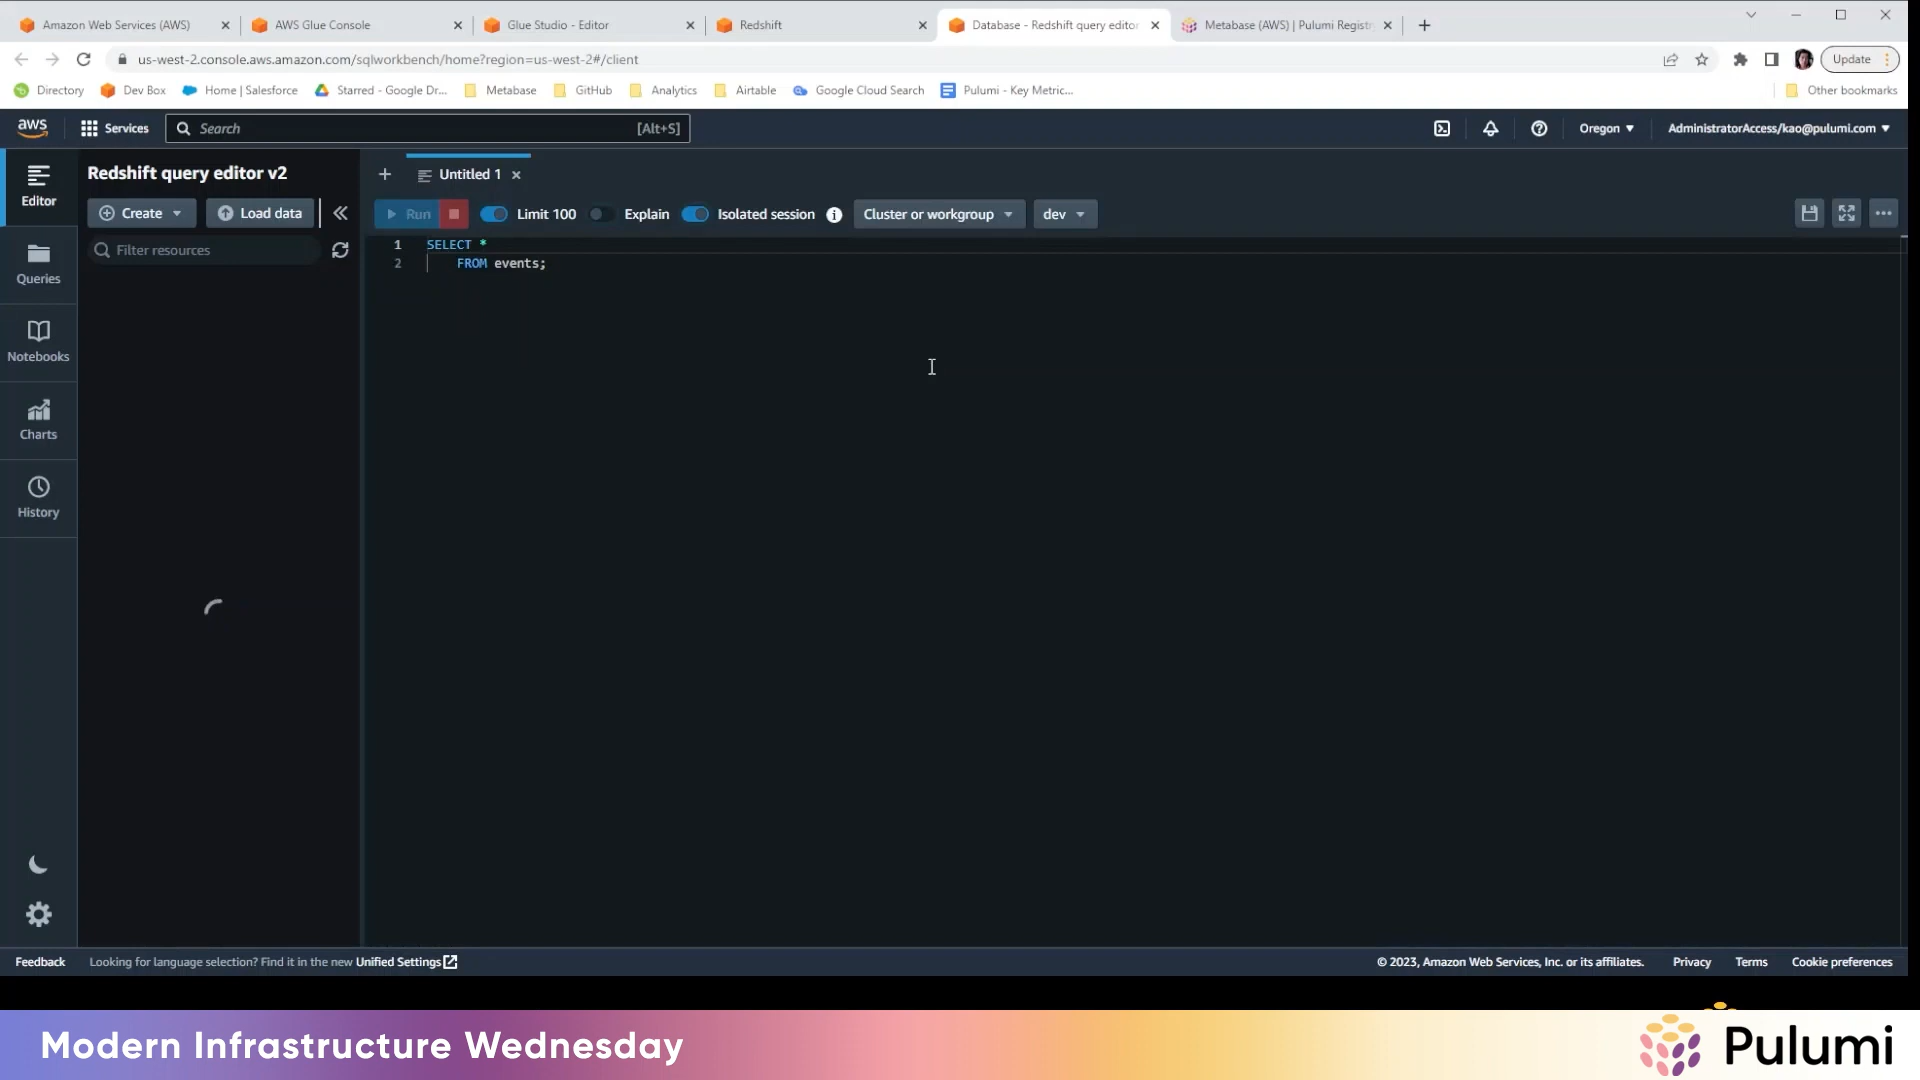 Amazon Web Services (AWS)
AWS Glue Console
Glue Studio - Editor
Redshift
Database - Redshift query editor
Metabase (AWS) | Pulumi Registr
us-west-2.console.aws.amazon.com/sqlworkbench/home?region=us-west-2#/client
Update
Directory
Dev Box
Home | Salesforce
Starred - Google Dr...
Metabase
GitHub
Analytics
Airtable
Google Cloud Search
Pulumi - Key Metric...
Other bookmarks
aws
Services
Search
[Alt+S]
Oregon
AdministratorAccess/kao@pulumi.com
Editor
Queries
Notebooks
Charts
History
Redshift query editor v2
Create
Load data
Filter resources
Untitled 1
Run
Limit 100
Explain
Isolated session
Cluster or workgroup
dev
1 SELECT *
2 FROM events;
Feedback
Looking for language selection? Find it in the new Unified Settings
© 2023, Amazon Web Services, Inc. or its affiliates.
Privacy
Terms
Cookie preferences
Modern Infrastructure Wednesday
Pulumi